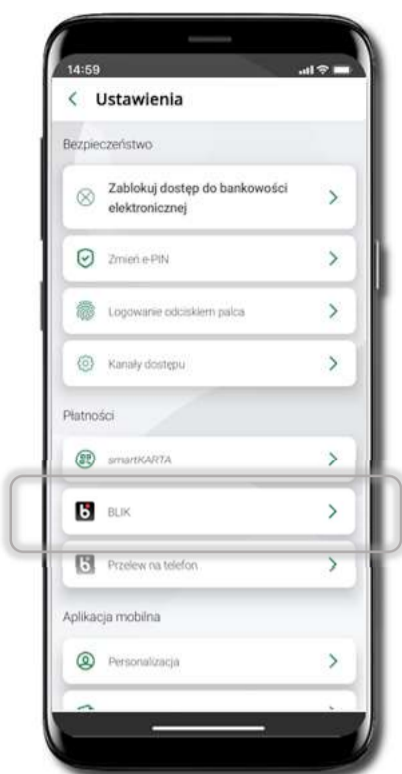 14:59
Ustawienia
Bezpieczeństwo
Zablokuj dostęp do bankowości
elektronicznej
Zmień e-PIN
Logowanie odciskiem palca
Kanały dostępu
Płatności
smartKARTA
BLIK
Przelew na telefon
Aplikacja mobilna
Personalizacja